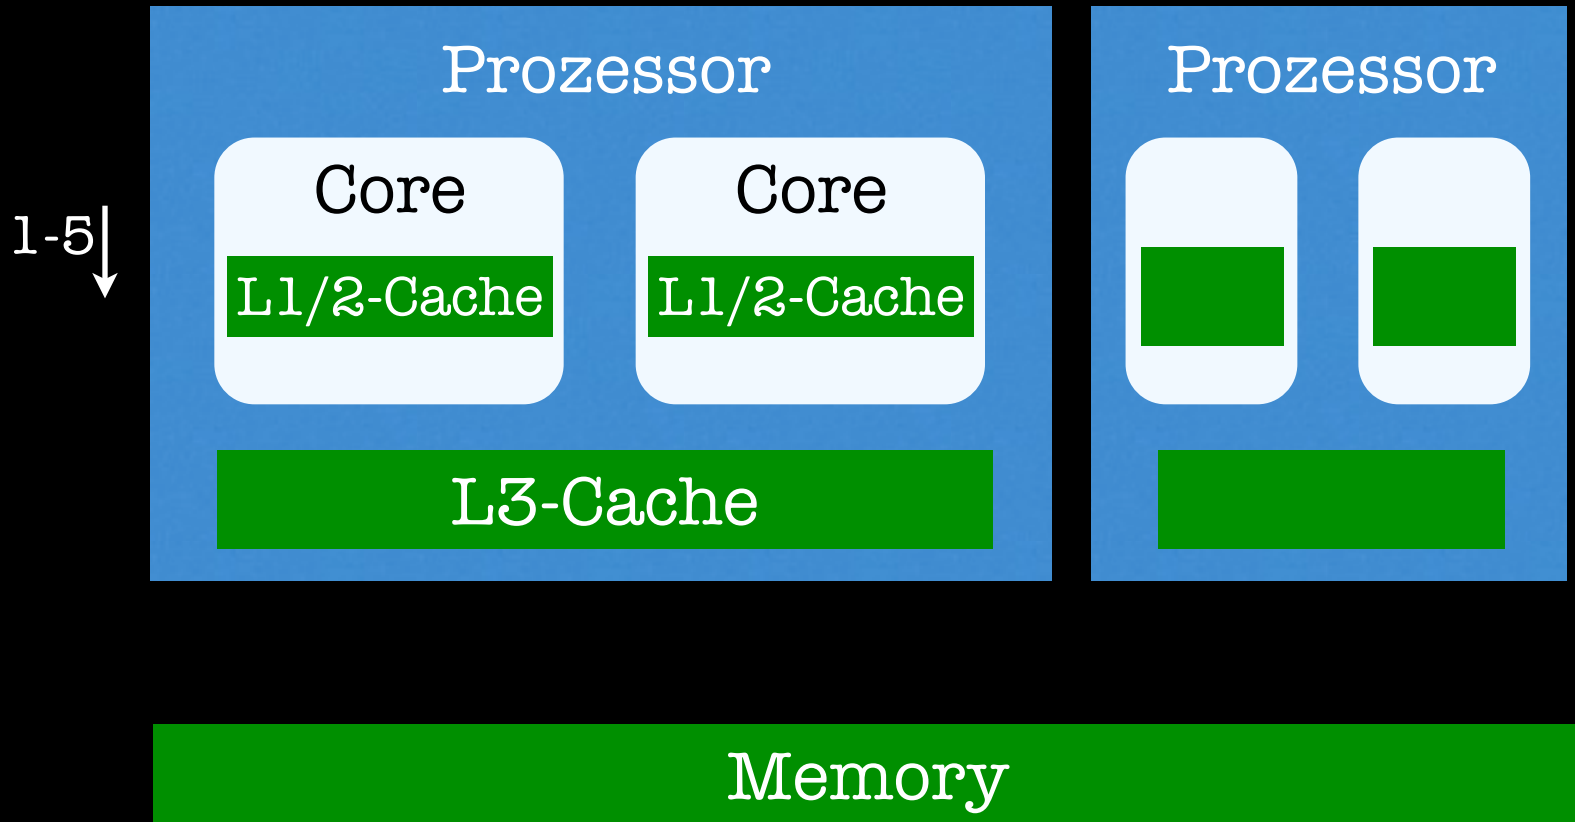 Prozessor
Prozessor
Core
Core
1-5
L1/2-Cache
L1/2-Cache
L3-Cache
Memory